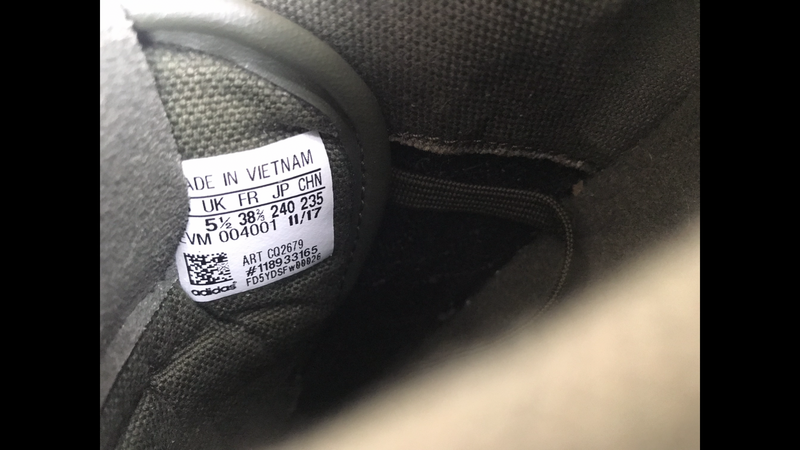 ADE IN VIETNAM
UK FR JP CHN
5½ 38⅔ 240 235
VM 004001 11/17
ART CQ2679
#118933165
FD5YDSFW00026
adidas